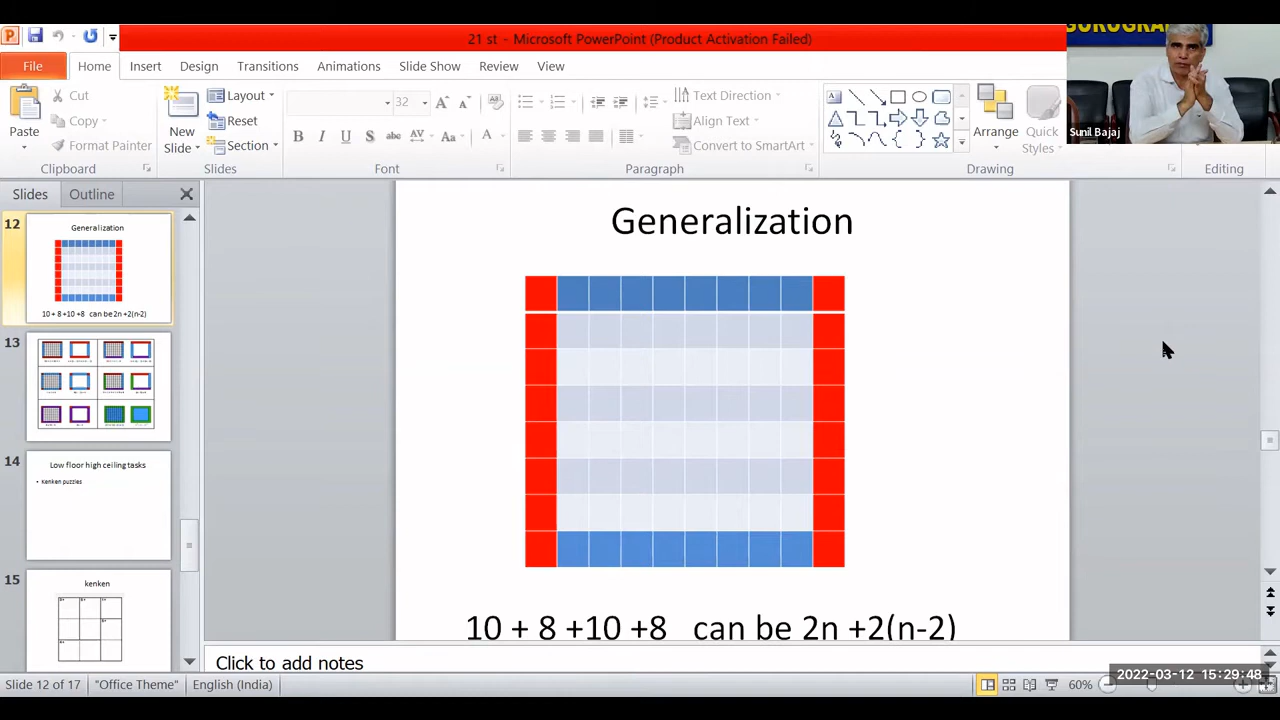 21 st - Microsoft PowerPoint (Product Activation Failed)
File Home Insert Design Transitions Animations Slide Show Review View
Paste
Cut
Copy
Format Painter
Clipboard
New
Slide
Layout
Reset
Section
Slides
32
B I U S abc AV Aa A
Font
Text Direction
Align Text
Convert to SmartArt
Paragraph
Arrange
Quick
Styles
Drawing
Editing
Sunil Bajaj
Slides Outline
12
Generalization
10 + 8 +10 +8 can be 2n +2(n-2)
13
14
Low floor high ceiling tasks
• Kenken puzzles
15
kenken
Generalization
10 + 8 +10 +8 can be 2n +2(n-2)
Click to add notes
Slide 12 of 17 "Office Theme" English (India)
60%
2022-03-12 15:29:48